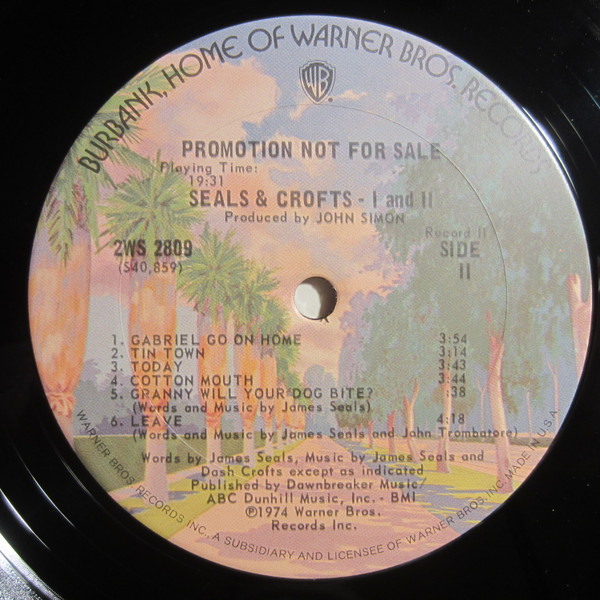 BURBANK, HOME OF WARNER BROS. RECORDS
WB
PROMOTION NOT FOR SALE
Playing Time:
19:31
SEALS & CROFTS - I and II
Produced by JOHN SIMON
2WS 2809
(S40,859)
Record II
SIDE
II
1. GABRIEL GO ON HOME 3:54
2. TIN TOWN 3:14
3. TODAY 3:43
4. COTTON MOUTH 3:44
5. GRANNY WILL YOUR DOG BITE? :38
(Words and Music by James Seals)
6. LEAVE 4:18
(Words and Music by James Seals and John Trombatore)
Words by James Seals, Music by James Seals and
Dash Crofts except as indicated
Published by Dawnbreaker Music/
ABC Dunhill Music, Inc. - BMI
℗1974 Warner Bros.
Records Inc.
WARNER BROS. RECORDS INC., A SUBSIDIARY AND LICENSEE OF WARNER BROS. INC. MADE IN U.S.A.